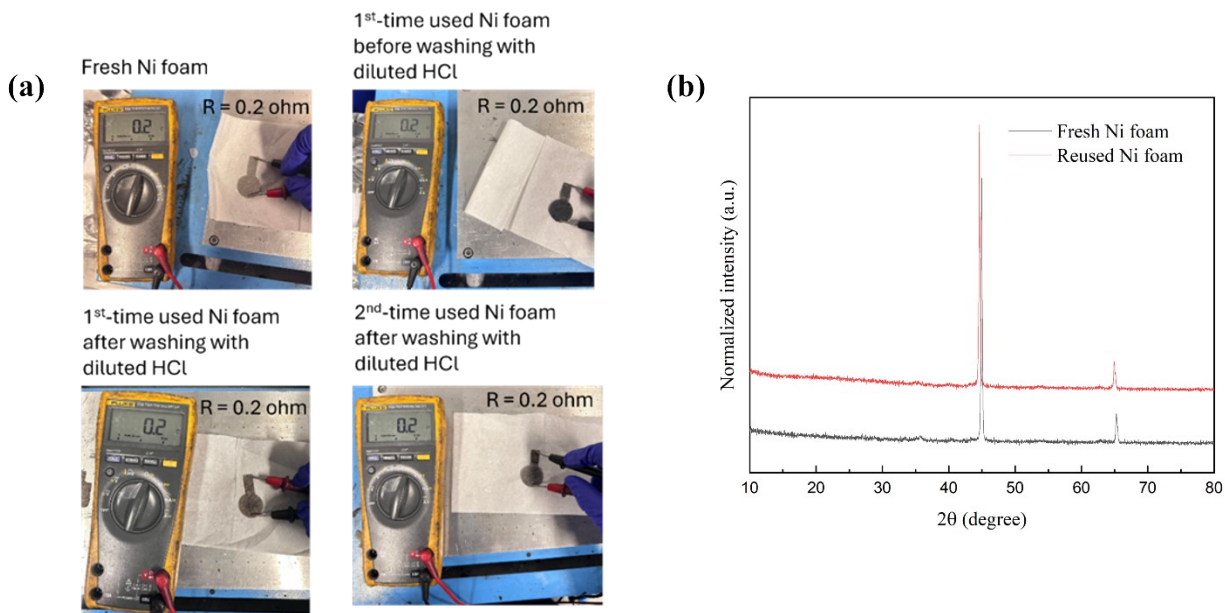 (a)
Fresh Ni foam
R = 0.2 ohm
0.2
1st-time used Ni foam
before washing with
diluted HCl
R = 0.2 ohm
0.2
1st-time used Ni foam
after washing with
diluted HCl
R = 0.2 ohm
0.2
2nd-time used Ni foam
after washing with
diluted HCl
R = 0.2 ohm
0.2
(b)
Fresh Ni foam
Reused Ni foam
Normalized intensity (a.u.)
10 20 30 40 50 60 70 80
2θ (degree)